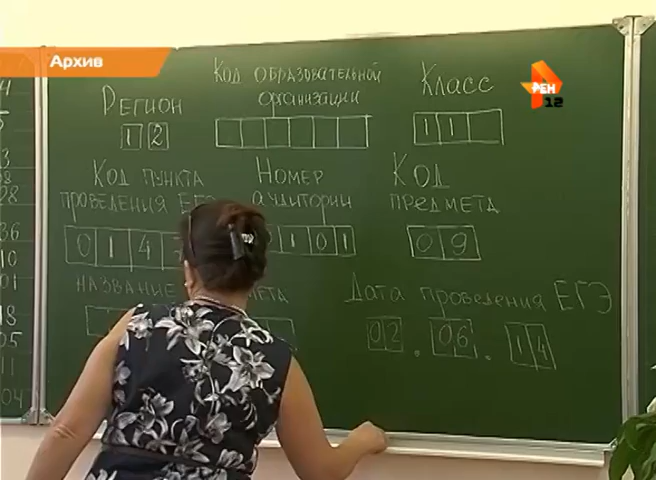 Архив
РЕН
12
Регион
12
Код образовательной
организации
Класс
11
Код пункта
проведения
014
Номер
аудитории
101
Код
предмета
09
название
Дата проведения ЕГЭ
02 . 06 . 14